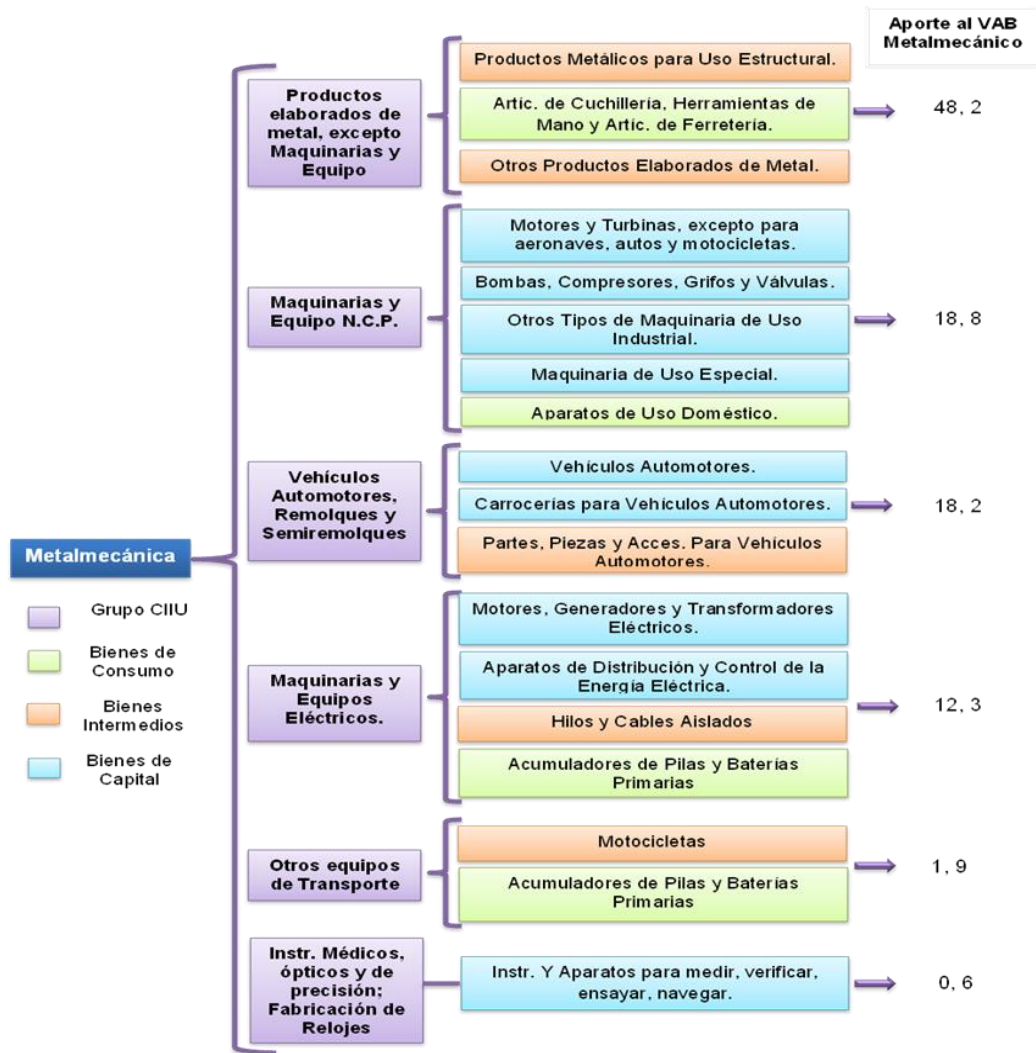 Aporte al VAB
Metalmecánico
Productos
elaborados de
metal, excepto
Maquinarias y
Equipo
Productos Metálicos para Uso Estructural.
Artíc. de Cuchillería, Herramientas de
Mano y Artíc. de Ferretería.
Otros Productos Elaborados de Metal.
48, 2
Maquinarias y
Equipo N.C.P.
Motores y Turbinas, excepto para
aeronaves, autos y motocicletas.
Bombas, Compresores, Grifos y Válvulas.
Otros Tipos de Maquinaria de Uso
Industrial.
Maquinaria de Uso Especial.
Aparatos de Uso Doméstico.
18, 8
Vehículos
Automotores,
Remolques y
Semiremolques
Vehículos Automotores.
Carrocerías para Vehículos Automotores.
Partes, Piezas y Acces. Para Vehículos
Automotores.
18, 2
Metalmecánica
Grupo CIIU
Bienes de
Consumo
Bienes
Intermedios
Bienes de
Capital
Maquinarias y
Equipos
Eléctricos.
Motores, Generadores y Transformadores
Eléctricos.
Aparatos de Distribución y Control de la
Energía Eléctrica.
Hilos y Cables Aislados
Acumuladores de Pilas y Baterías
Primarias
12, 3
Otros equipos
de Transporte
Motocicletas
Acumuladores de Pilas y Baterías
Primarias
1, 9
Instr. Médicos,
ópticos y de
precisión;
Fabricación de
Relojes
Instr. Y Aparatos para medir, verificar,
ensayar, navegar.
0, 6